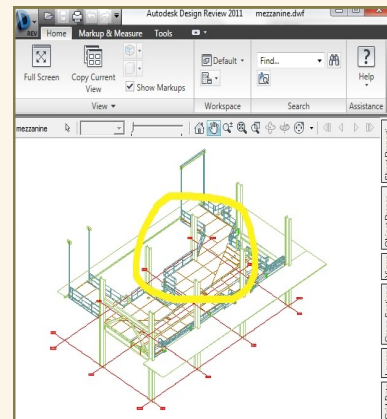 Autodesk Design Review 2011 mezzanine.dwf
REV Home Markup & Measure Tools
Full Screen
Copy Current View
Show Markups
Default
Find...
Help
View Workspace Search Assistance
mezzanine